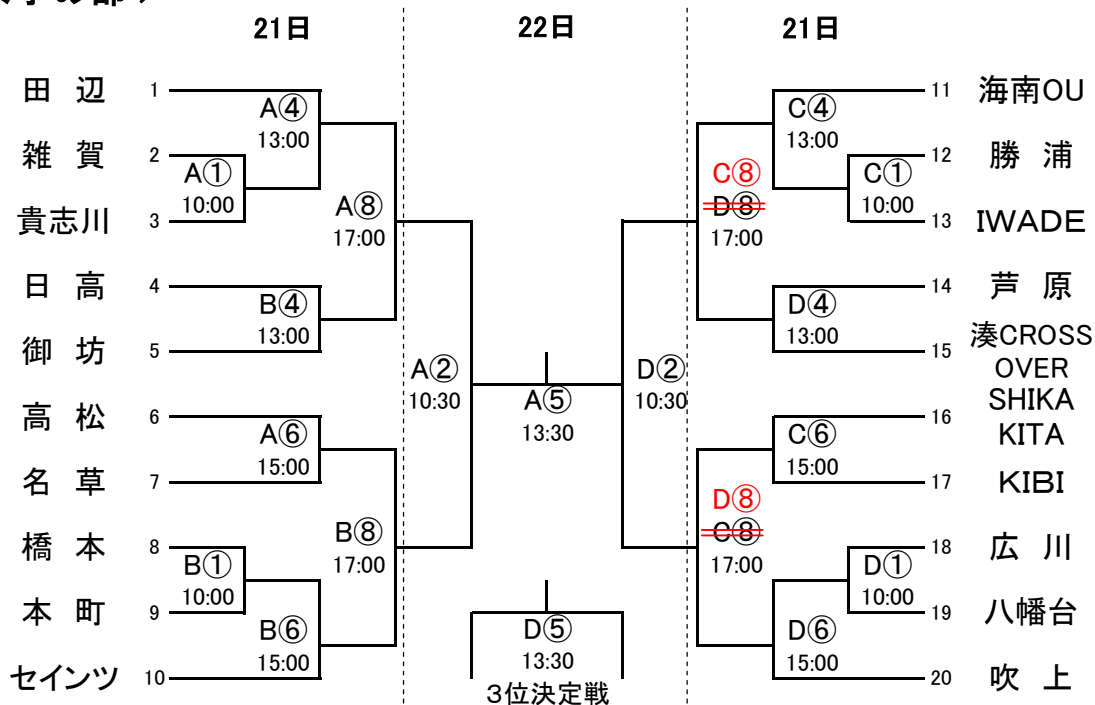 21日 22日 21日
田 辺 1
A④
13:00
雑 賀 2
A①
10:00
貴志川 3
A⑧
17:00
日 高 4
B④
13:00
御 坊 5
A②
10:30
高 松 6
A⑥
15:00
名 草 7
B⑧
17:00
橋 本 8
B①
10:00
本 町 9
B⑥
15:00
セインツ 10
A⑤
13:30
D⑤
13:30
3位決定戦
11 海南OU
C④
13:00
12 勝 浦
C①
10:00
13 IWADE
C⑧
D⑧
17:00
14 芦 原
D④
13:00
15 湊CROSS
OVER
D②
10:30
16 SHIKA
KITA
C⑥
15:00
17 KIBI
D⑧
C⑧
17:00
18 広 川
D①
10:00
19 八幡台
D⑥
15:00
20 吹 上